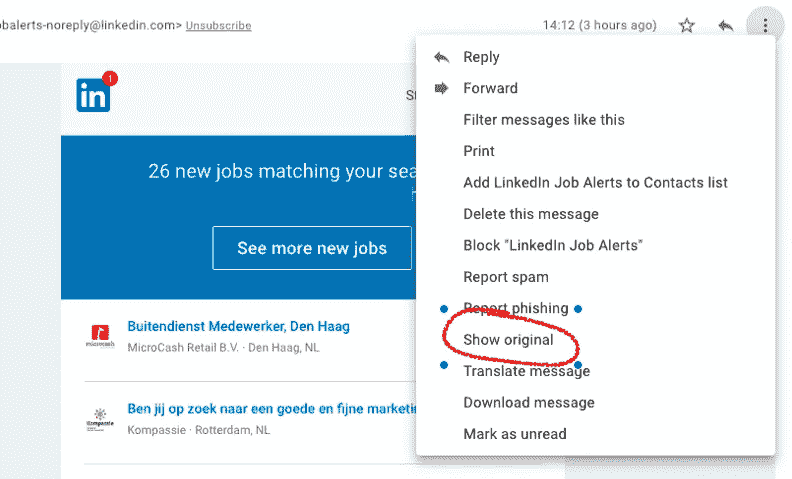 obalerts-noreply@linkedin.com> Unsubscribe
14:12 (3 hours ago)
in
1
26 new jobs matching your sea
See more new jobs
Buitendienst Medewerker, Den Haag
microcash
MicroCash Retail B.V. · Den Haag, NL
Ben jij op zoek naar een goede en fijne marketin
Kompassie
Kompassie · Rotterdam, NL
Reply
Forward
Filter messages like this
Print
Add LinkedIn Job Alerts to Contacts list
Delete this message
Block "LinkedIn Job Alerts"
Report spam
Report phishing
Show original
Translate message
Download message
Mark as unread